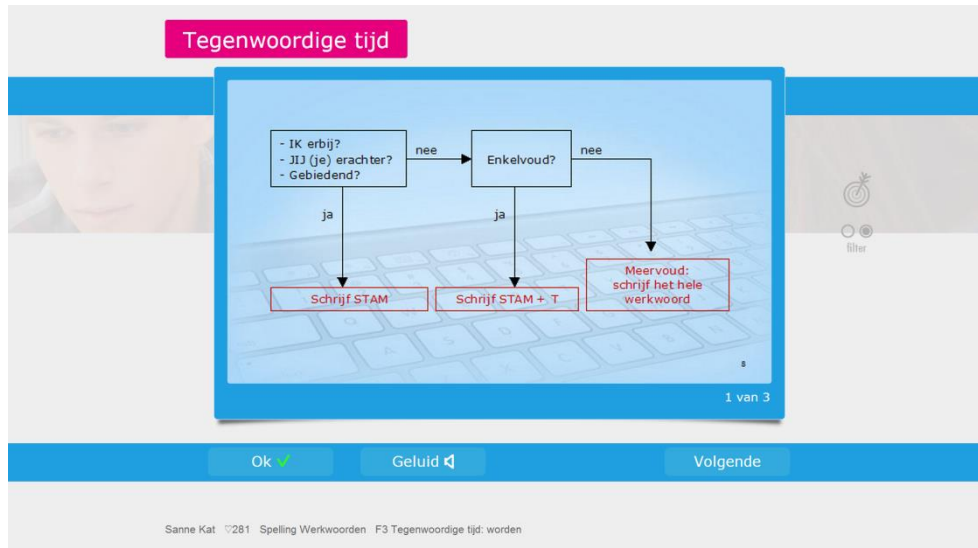 Tegenwoordige tijd
- IK erbij?
- JIJ (je) erachter?
- Gebiedend?
nee
Enkelvoud?
nee
ja
ja
Schrijf STAM
Schrijf STAM + T
Meervoud:
schrijf het hele
werkwoord
8
1 van 3
filter
Ok
Geluid
Volgende
Sanne Kat ♡281 Spelling Werkwoorden F3 Tegenwoordige tijd: worden